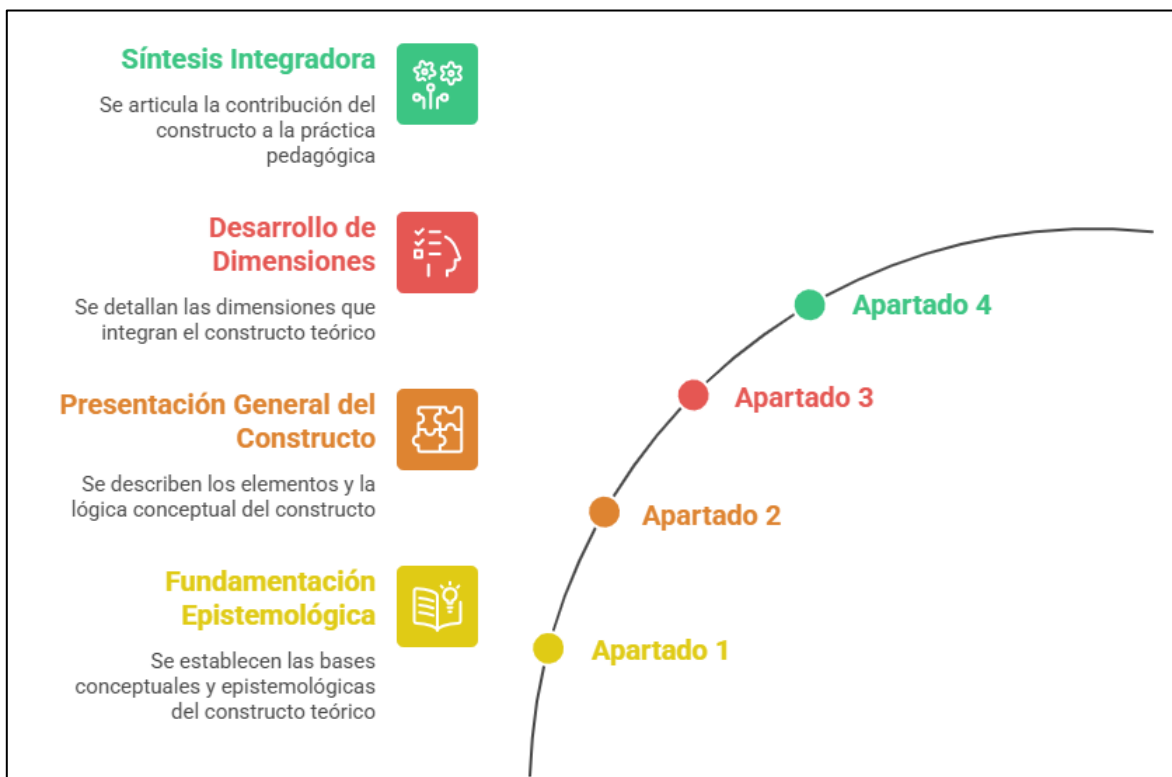 Síntesis Integradora
Se articula la contribución del
constructo a la práctica
pedagógica
Desarrollo de
Dimensiones
Se detallan las dimensiones que
integran el constructo teórico
Apartado 4
Apartado 3
Presentación General del
Constructo
Se describen los elementos y la
lógica conceptual del constructo
Apartado 2
Fundamentación
Epistemológica
Se establecen las bases
conceptuales y epistemológicas
del constructo teórico
Apartado 1